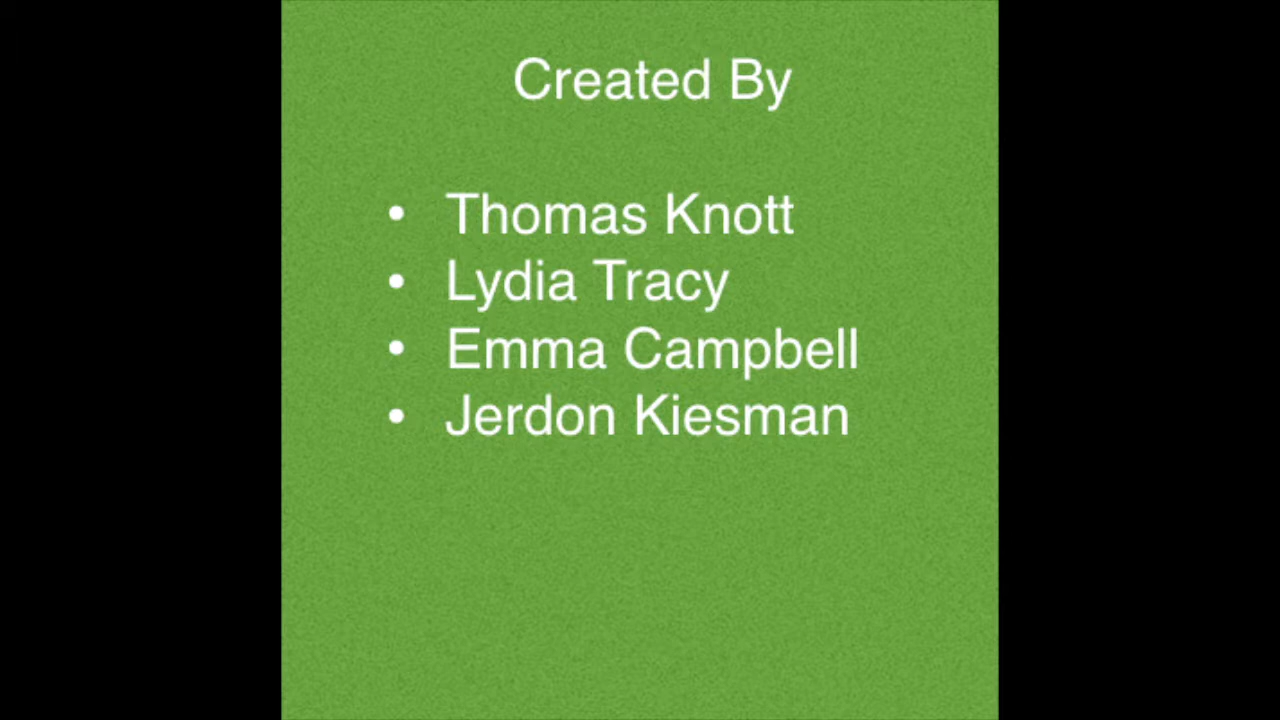 Created By
• Thomas Knott
• Lydia Tracy
• Emma Campbell
• Jerdon Kiesman